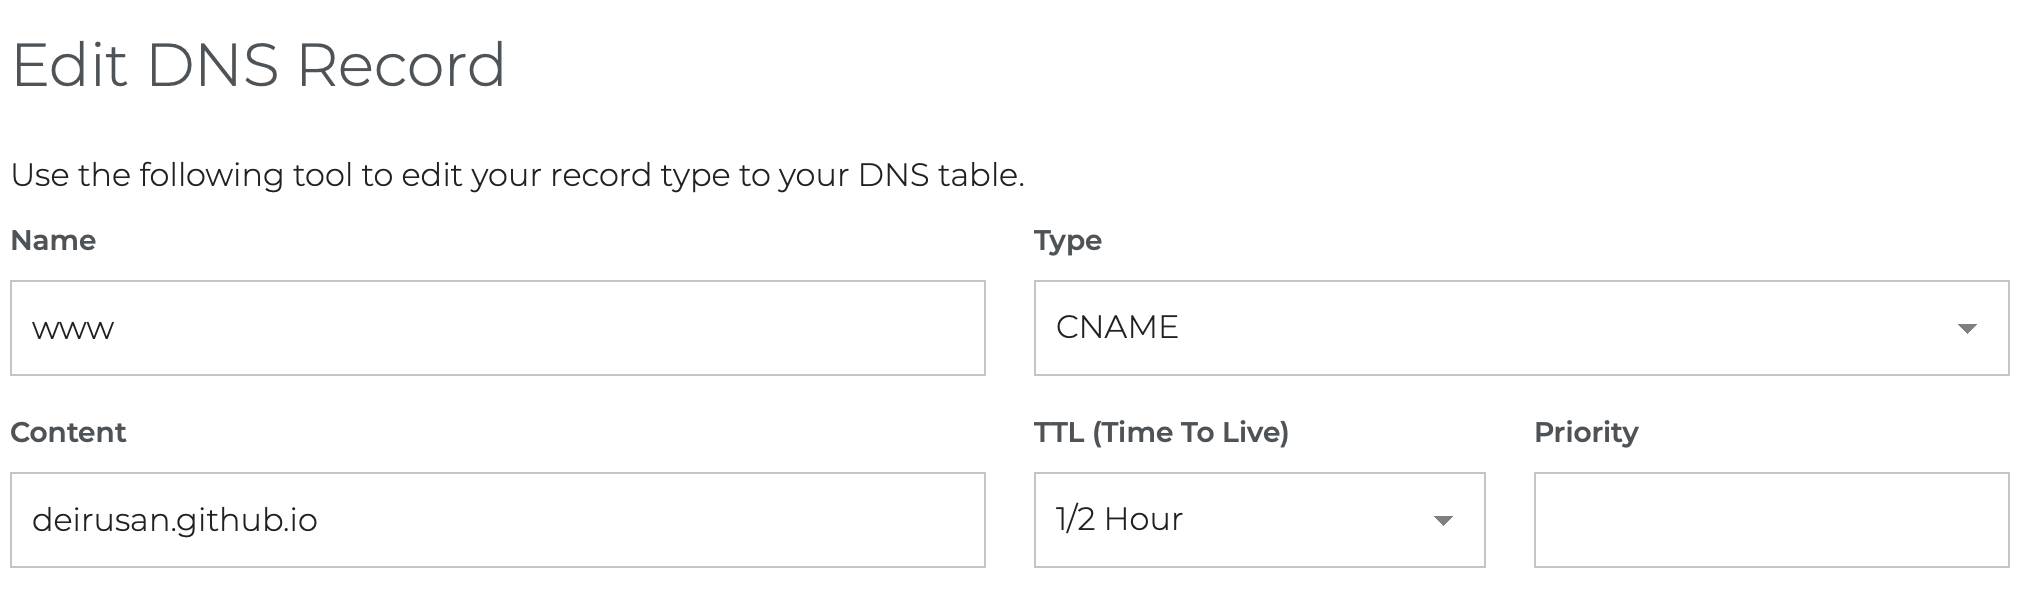 Edit DNS Record
Use the following tool to edit your record type to your DNS table.
Name
Type
www
CNAME
Content
TTL (Time To Live)
Priority
deirusan.github.io
1/2 Hour